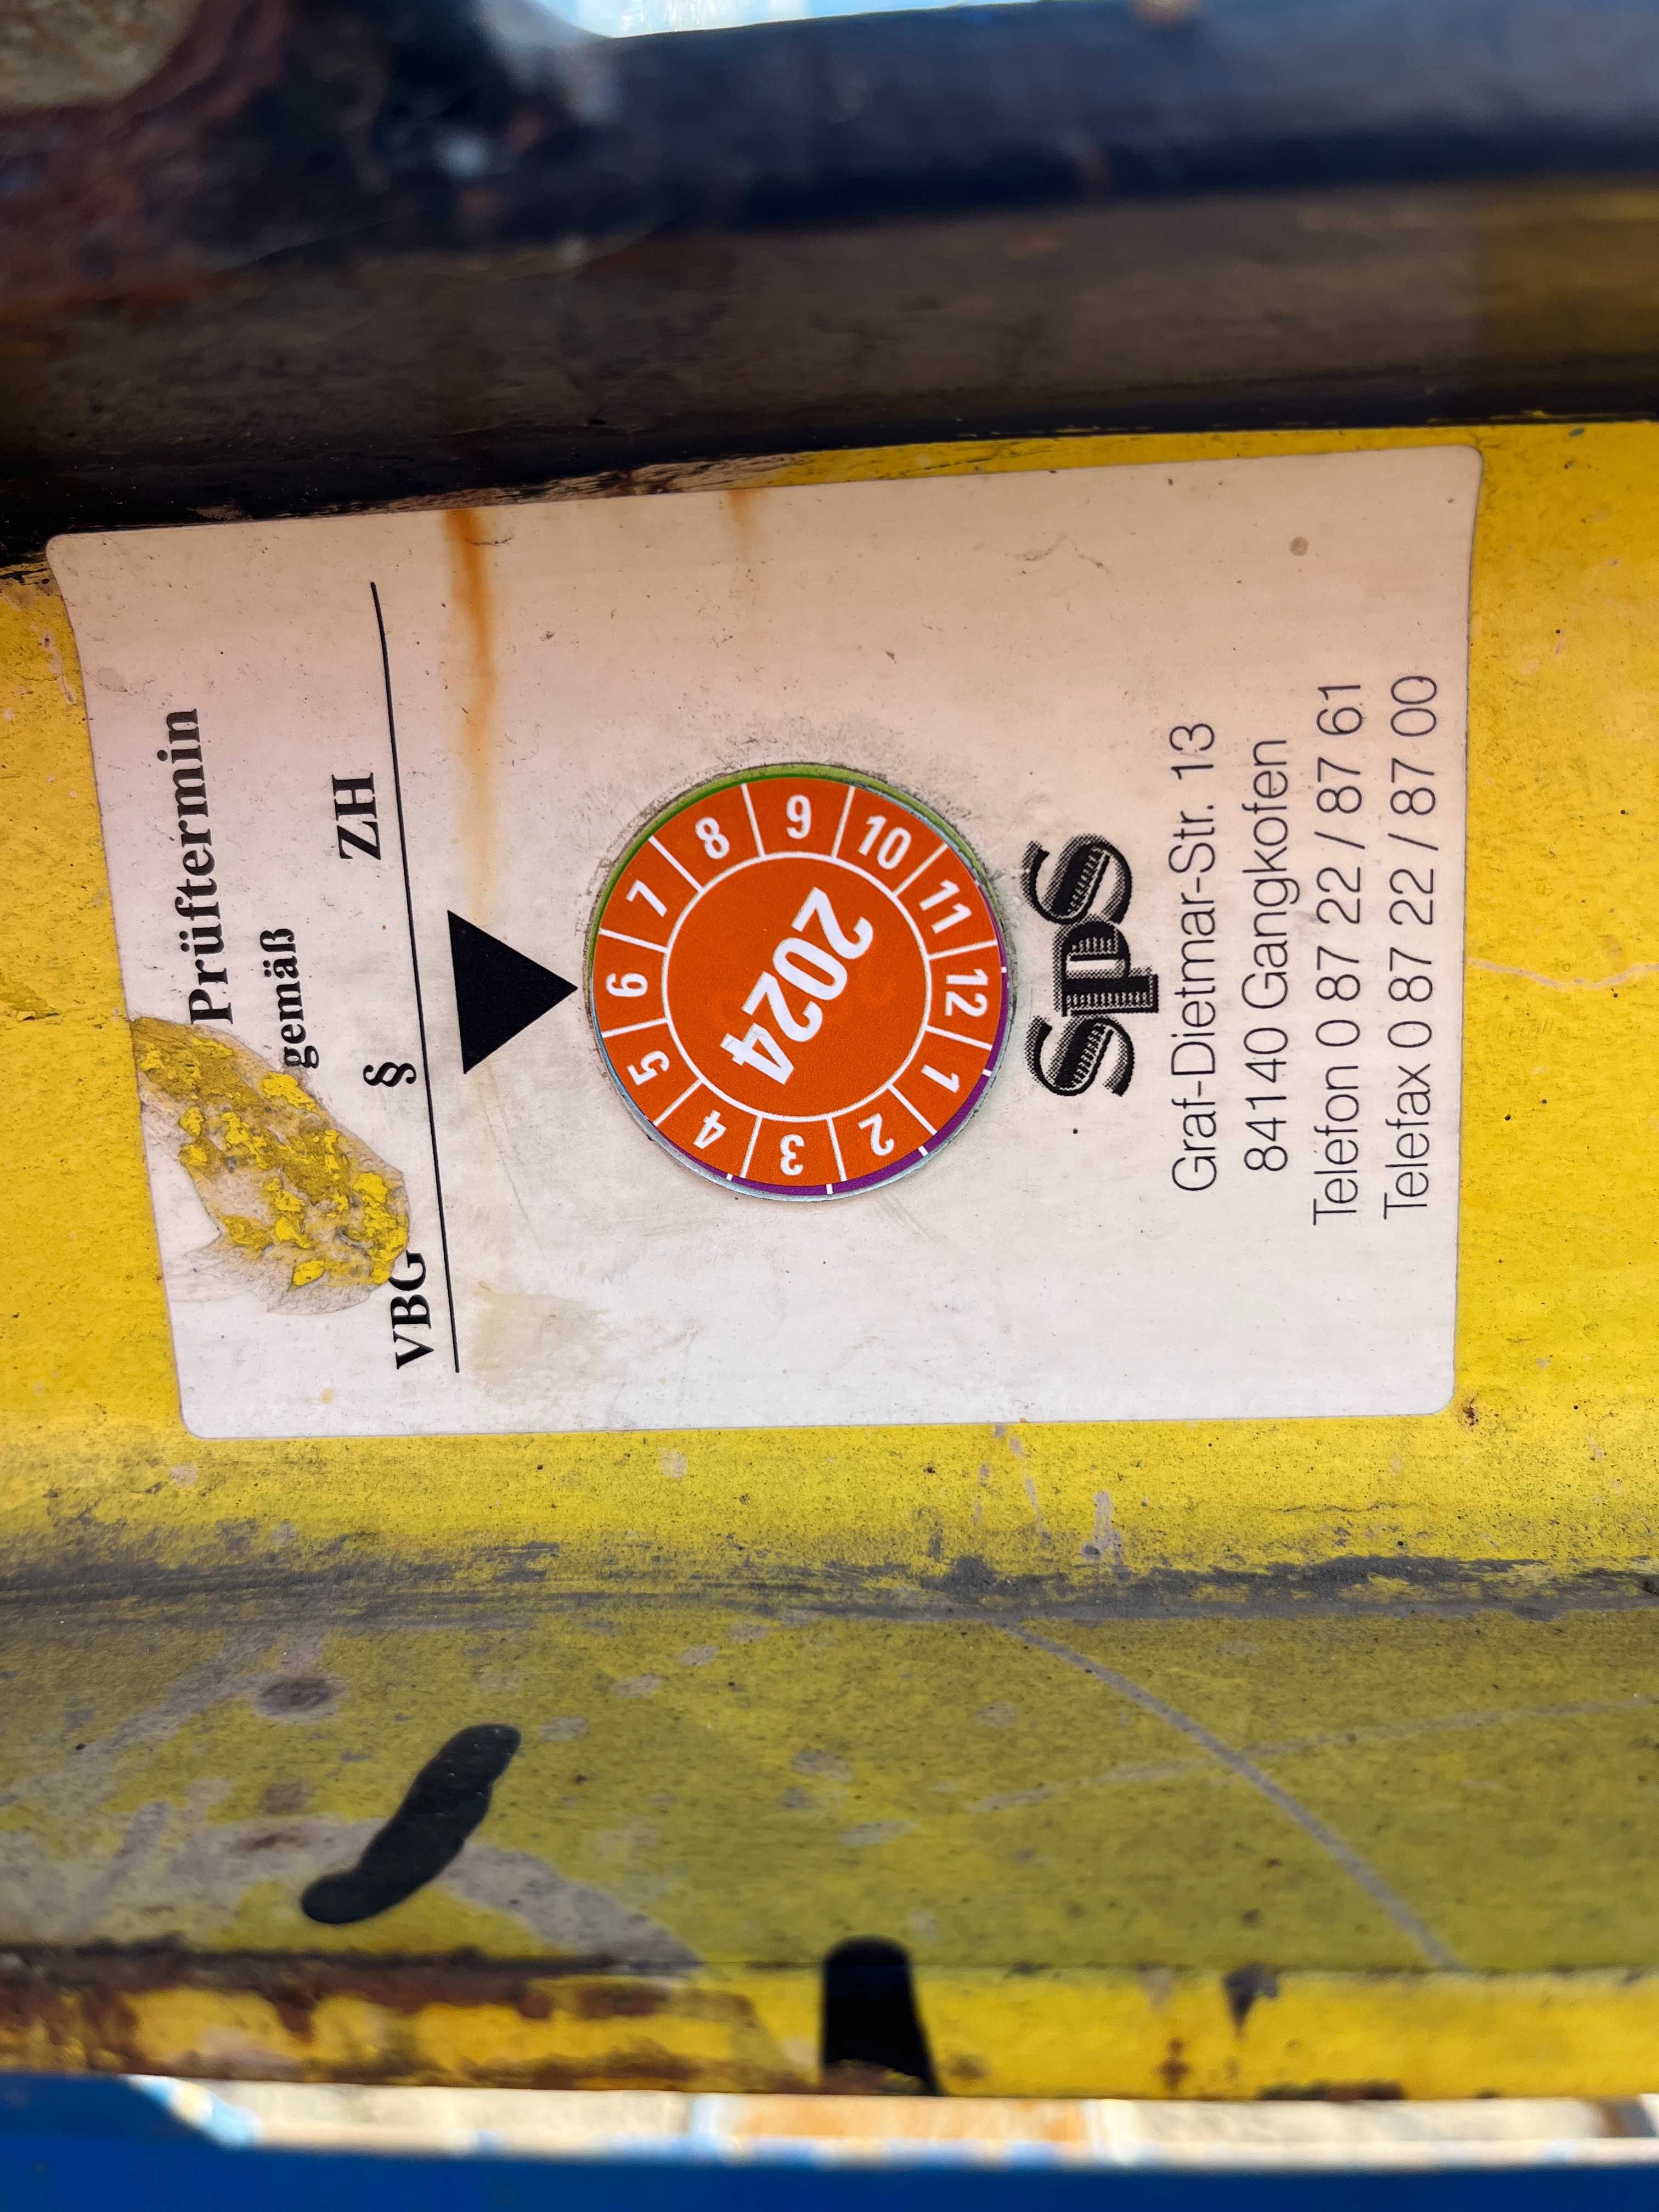 Prüftermin
gemäß
VBG § ZH
9
10
11
12
1
2
3
4
5
6
7
8
2024
sps
Graf-Dietmar-Str. 13
84140 Gangkofen
Telefon 0 87 22 / 87 61
Telefax 0 87 22 / 87 00